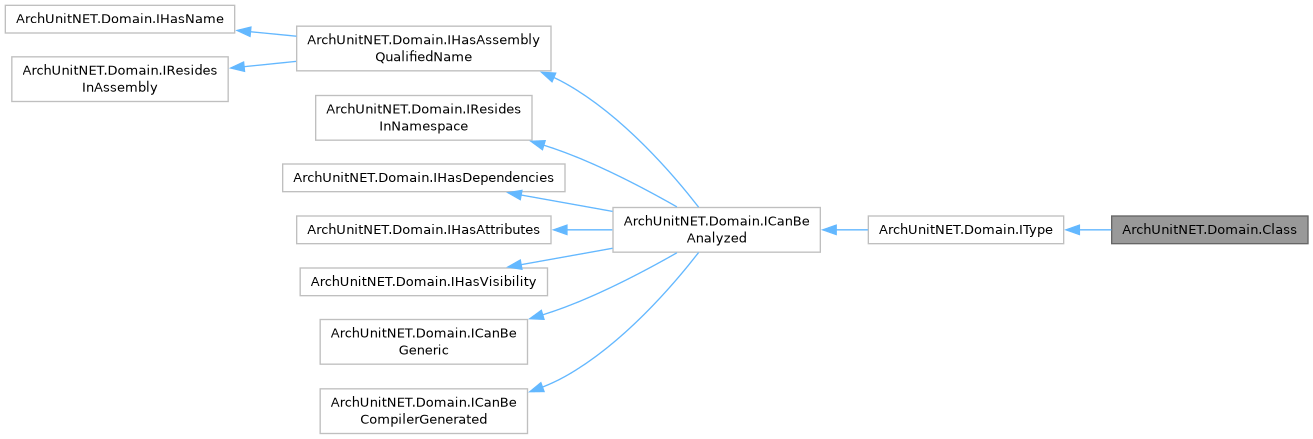 ArchUnitNET.Domain.IHasName
ArchUnitNET.Domain.IResides
InAssembly
ArchUnitNET.Domain.IHasAssembly
QualifiedName
ArchUnitNET.Domain.IResides
InNamespace
ArchUnitNET.Domain.IHasDependencies
ArchUnitNET.Domain.IHasAttributes
ArchUnitNET.Domain.IHasVisibility
ArchUnitNET.Domain.ICanBe
Generic
ArchUnitNET.Domain.ICanBe
CompilerGenerated
ArchUnitNET.Domain.ICanBe
Analyzed
ArchUnitNET.Domain.IType
ArchUnitNET.Domain.Class